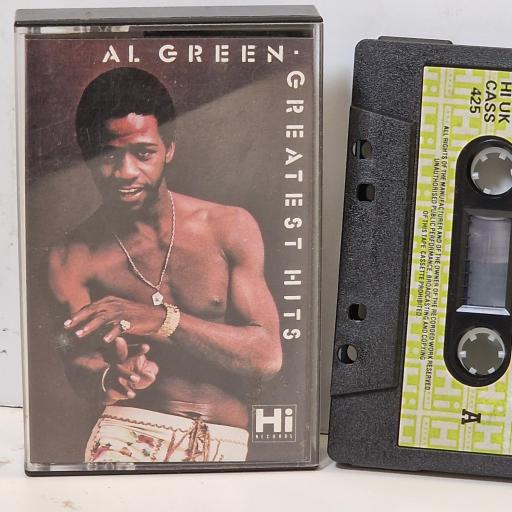 AL GREEN·
GREATEST HITS
Hi
RECORDS
HI UK
CASS
425
ALL RIGHTS OF THE MANUFACTURER AND OF THE OWNER OF THE RECORDED WORK RESERVED
UNAUTHORISED PUBLIC PERFORMANCE, BROADCASTING AND COPYING
OF THIS TAPE CASSETTE PROHIBITED
A